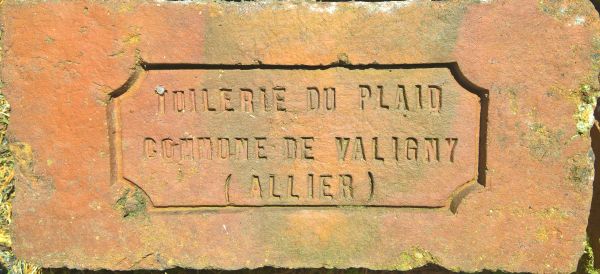 TUILERIE DU PLAID
COMMUNE DE VALIGNY
(ALLIER)